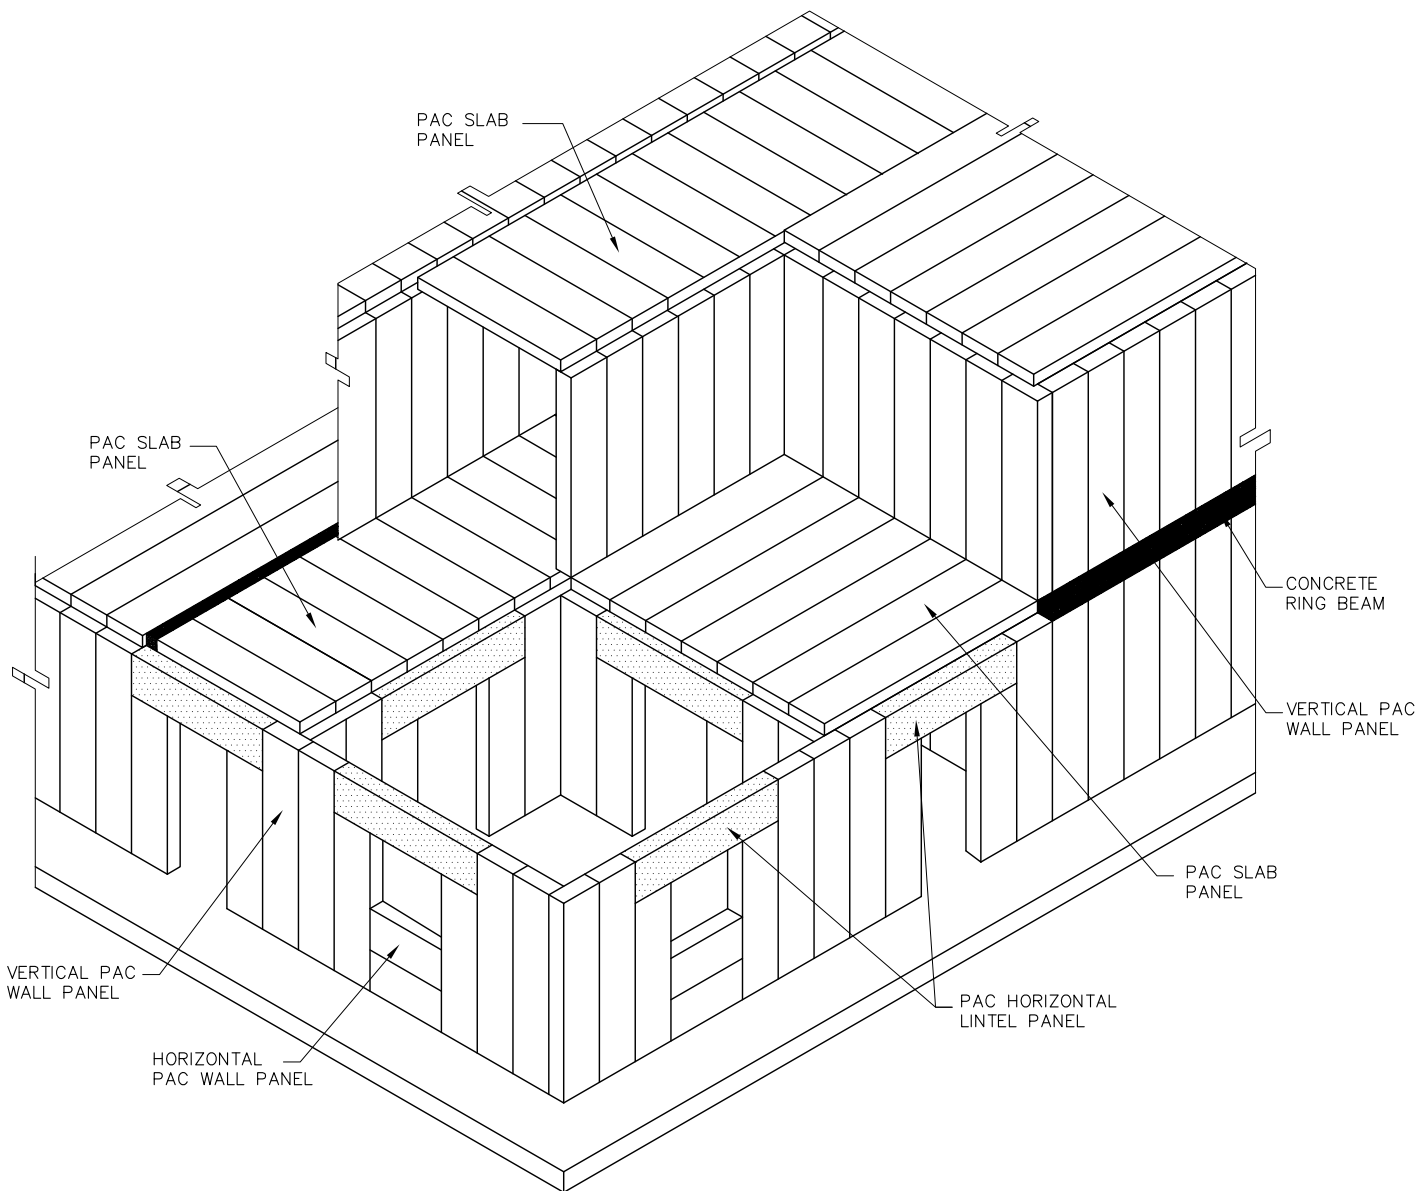 PAC SLAB
PANEL
PAC SLAB
PANEL
CONCRETE
RING BEAM
VERTICAL PAC
WALL PANEL
PAC SLAB
PANEL
VERTICAL PAC
WALL PANEL
PAC HORIZONTAL
LINTEL PANEL
HORIZONTAL
PAC WALL PANEL